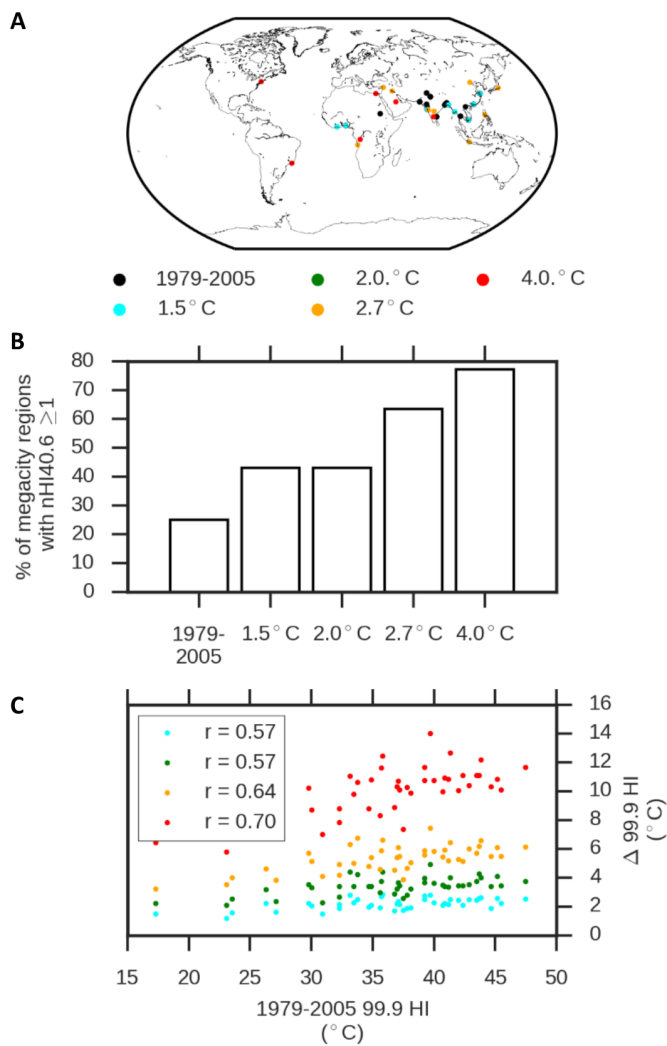 A
1979-2005
2.0.°C
4.0.°C
1.5°C
2.7°C
B
% of megacity regions
with nHI40.6 ≥1
80
70
60
50
40
30
20
10
0
1979-
2005
1.5°C
2.0°C
2.7°C
4.0°C
C
r = 0.57
r = 0.57
r = 0.64
r = 0.70
16
14
12
10
8
6
4
2
0
Δ 99.9 HI
(°C)
15 20 25 30 35 40 45 50
1979-2005 99.9 HI
(°C)